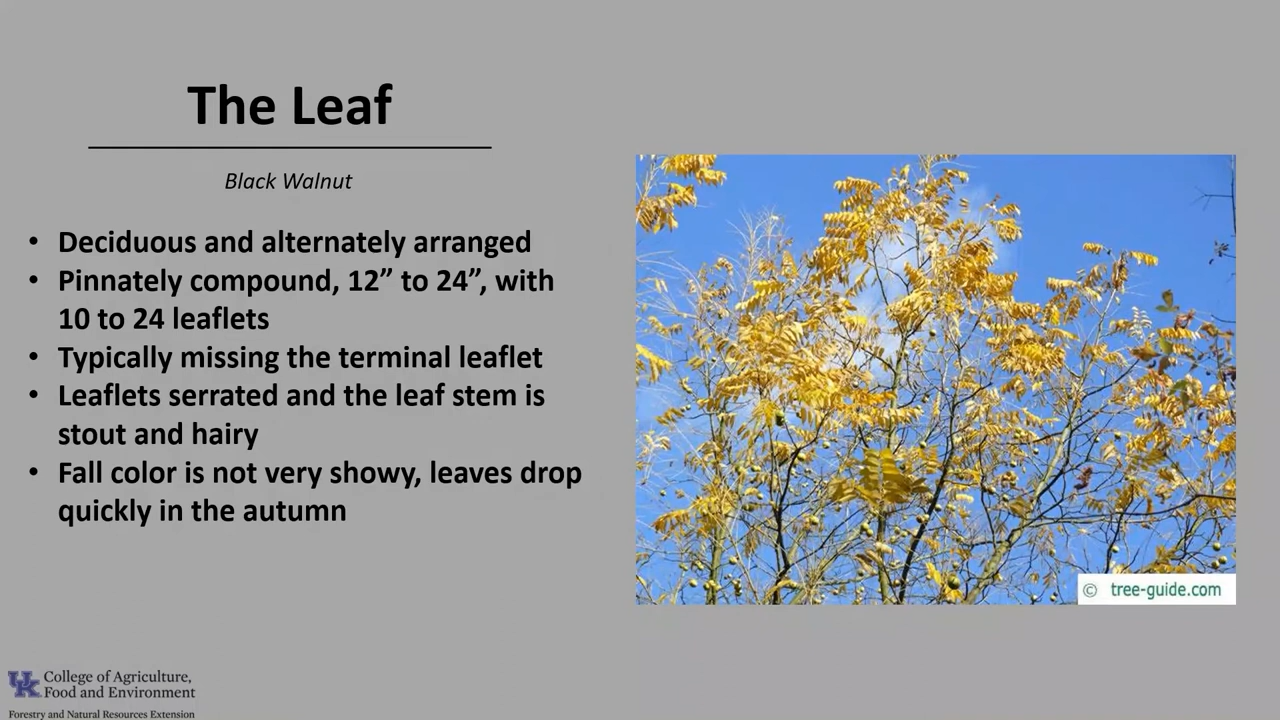 The Leaf
Black Walnut
• Deciduous and alternately arranged
• Pinnately compound, 12” to 24”, with
10 to 24 leaflets
• Typically missing the terminal leaflet
• Leaflets serrated and the leaf stem is
stout and hairy
• Fall color is not very showy, leaves drop
quickly in the autumn
© tree-guide.com
UK College of Agriculture,
Food and Environment
Forestry and Natural Resources Extension